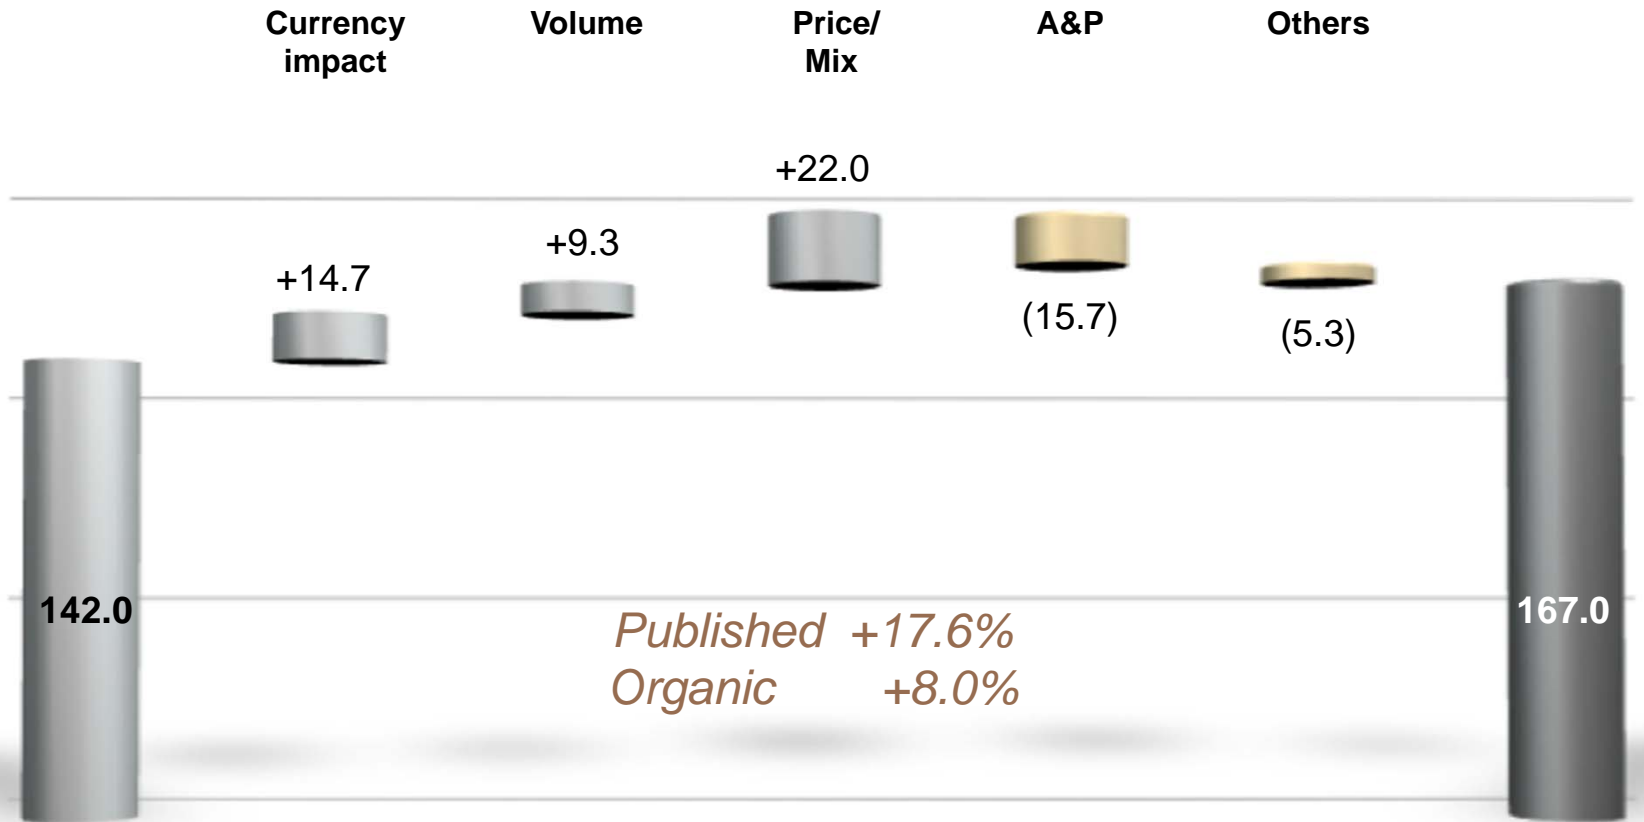 Currency
impact
Volume
Price/
Mix
A&P
Others
+14.7
+9.3
+22.0
(15.7)
(5.3)
142.0
167.0
Published +17.6%
Organic +8.0%